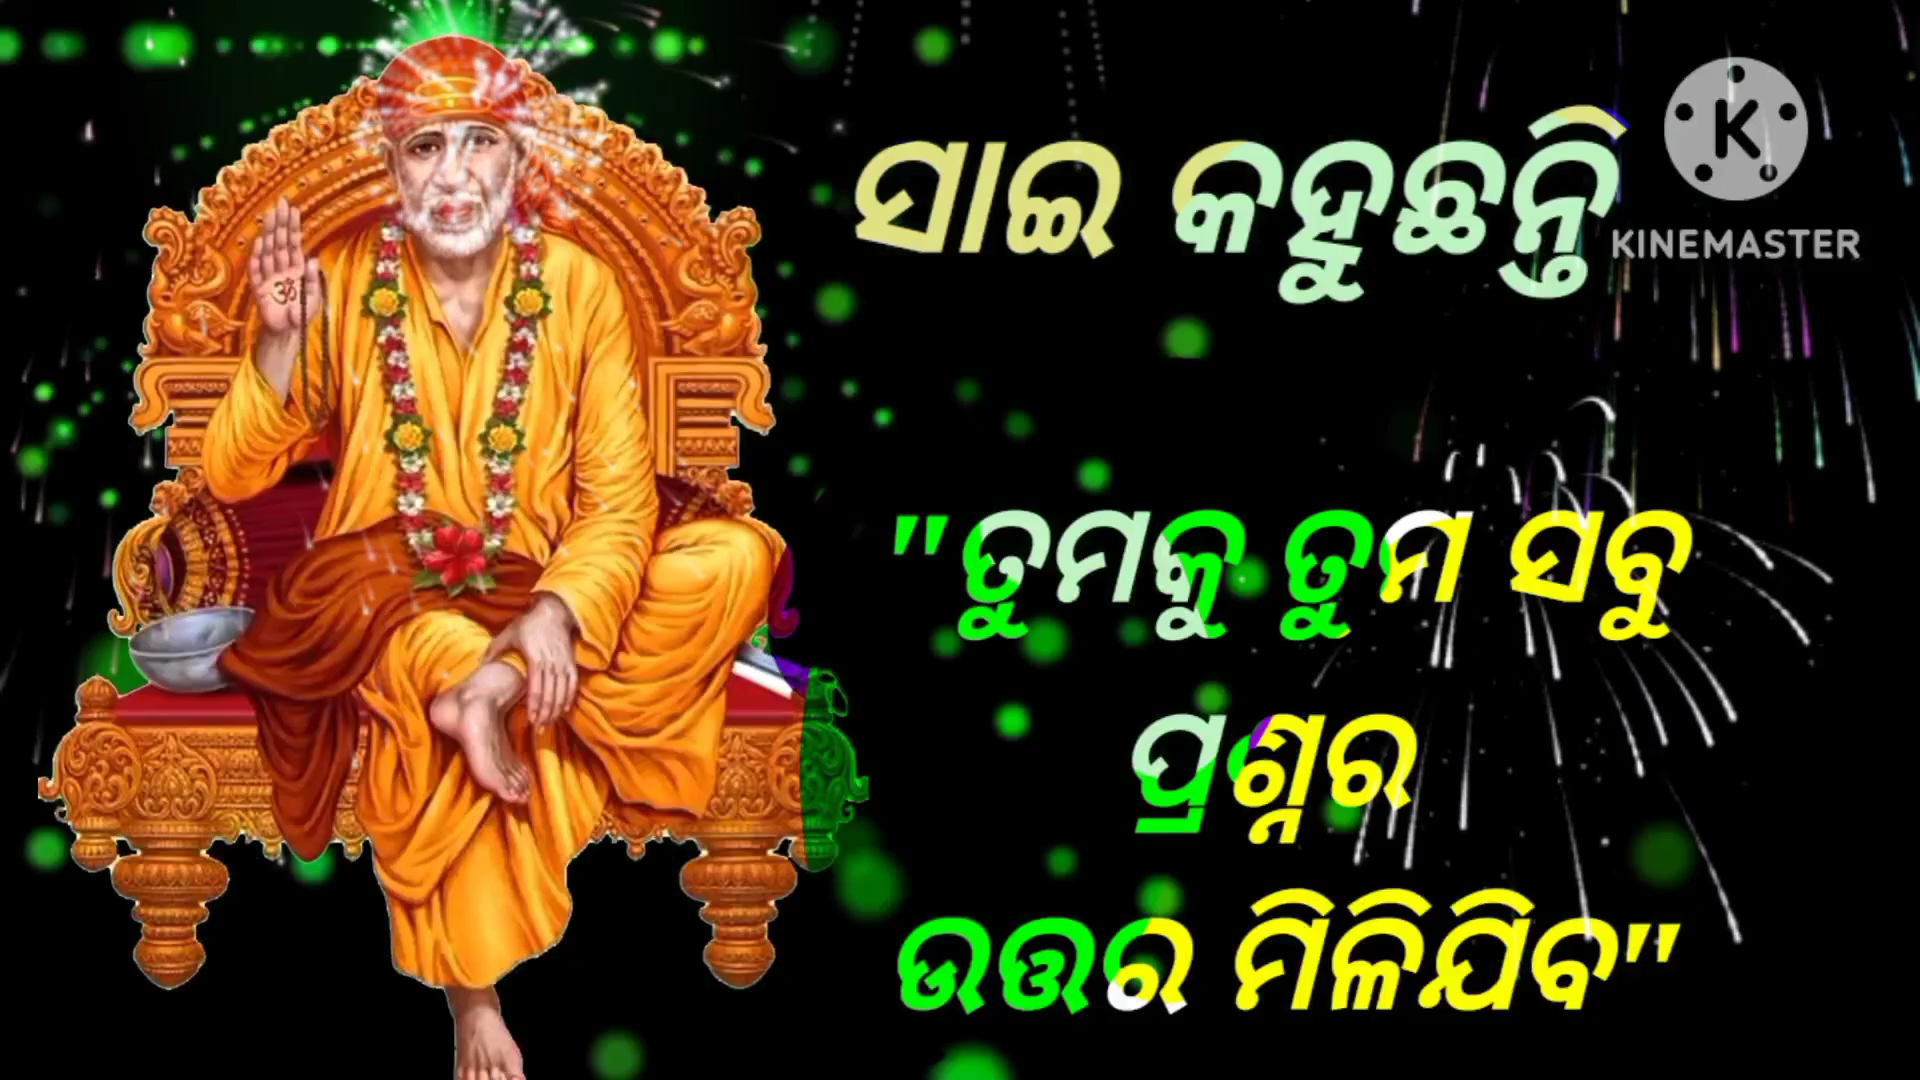 ସାଇ କହୁଛନ୍ତି
K
KINEMASTER
"ତୁମକୁ ତୁମ ସବୁ
ପ୍ରଶ୍ନର
ଉତ୍ତର ମିଳିଯିବ"
ॐ